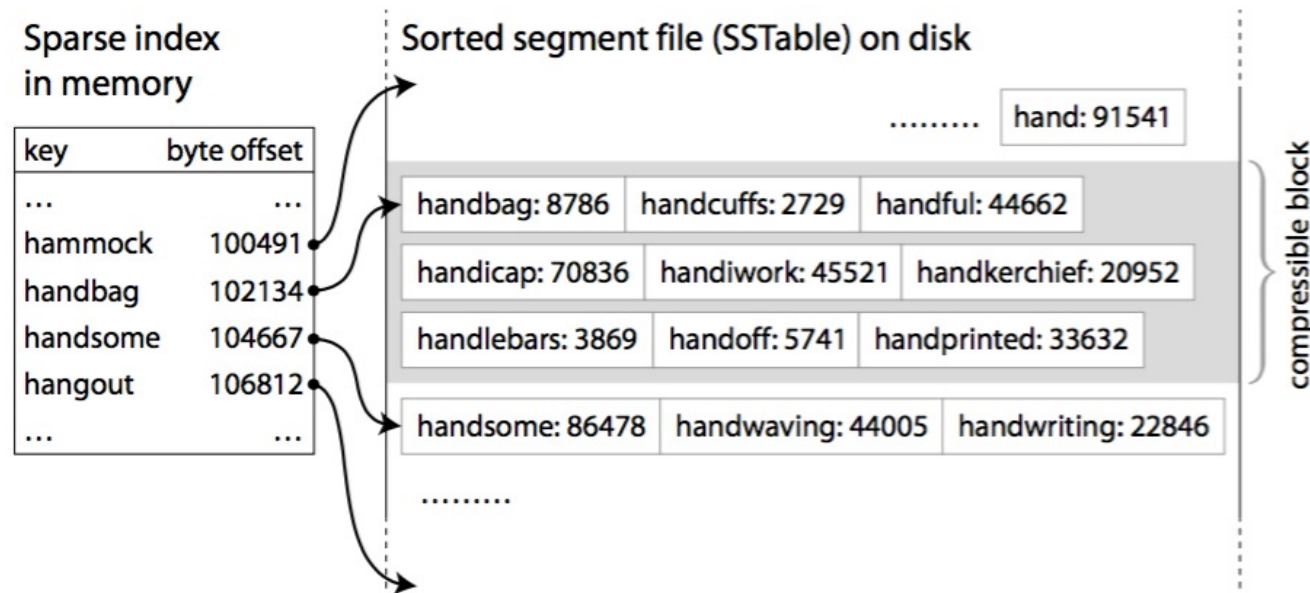 Sparse index
in memory
key byte offset
... ...
hammock 100491
handbag 102134
handsome 104667
hangout 106812
... ...
Sorted segment file (SSTable) on disk
......... hand: 91541
handbag: 8786 handcuffs: 2729 handful: 44662
handicap: 70836 handiwork: 45521 handkerchief: 20952
handlebars: 3869 handoff: 5741 handprinted: 33632
handsome: 86478 handwaving: 44005 handwriting: 22846
.........
compressible block